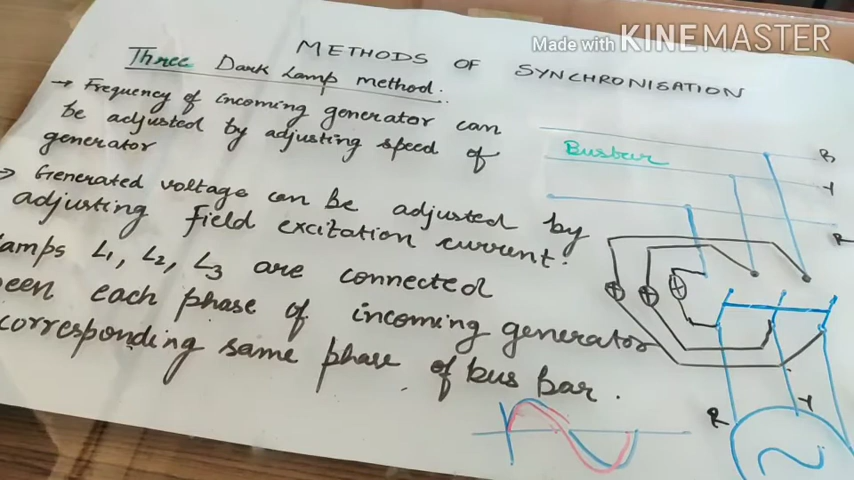 Made with KINEMASTER
METHODS OF SYNCHRONISATION
Three Dark Lamp method.
→ Frequency of incoming generator can
be adjusted by adjusting speed of
generator
→ Generated voltage can be adjusted by
adjusting field excitation current.
lamps L1, L2, L3 are connected
each phase of incoming generator
corresponding same phase of bus bar.
Busbar
B
Y
R
R
Y